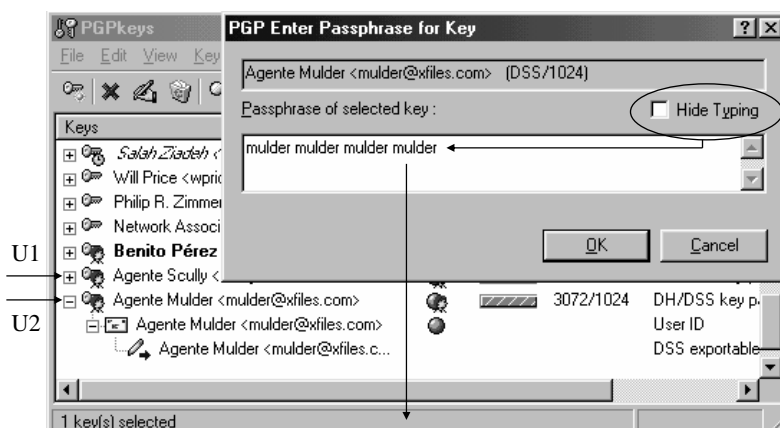 PGPkeys
PGP Enter Passphrase for Key
File Edit View Key
Agente Mulder <mulder@xfiles.com> (DSS/1024)
Passphrase of selected key :
Hide Typing
mulder mulder mulder mulder
Keys
Salah Ziadeh <
Will Price <wpric
Philip R. Zimmer
Network Associ
OK
Cancel
U1
Benito Pérez
Agente Scully <
Agente Mulder <mulder@xfiles.com>
3072/1024
DH/DSS key p
U2
Agente Mulder <mulder@xfiles.com>
User ID
Agente Mulder <mulder@xfiles.c...
DSS exportable
1 key(s) selected